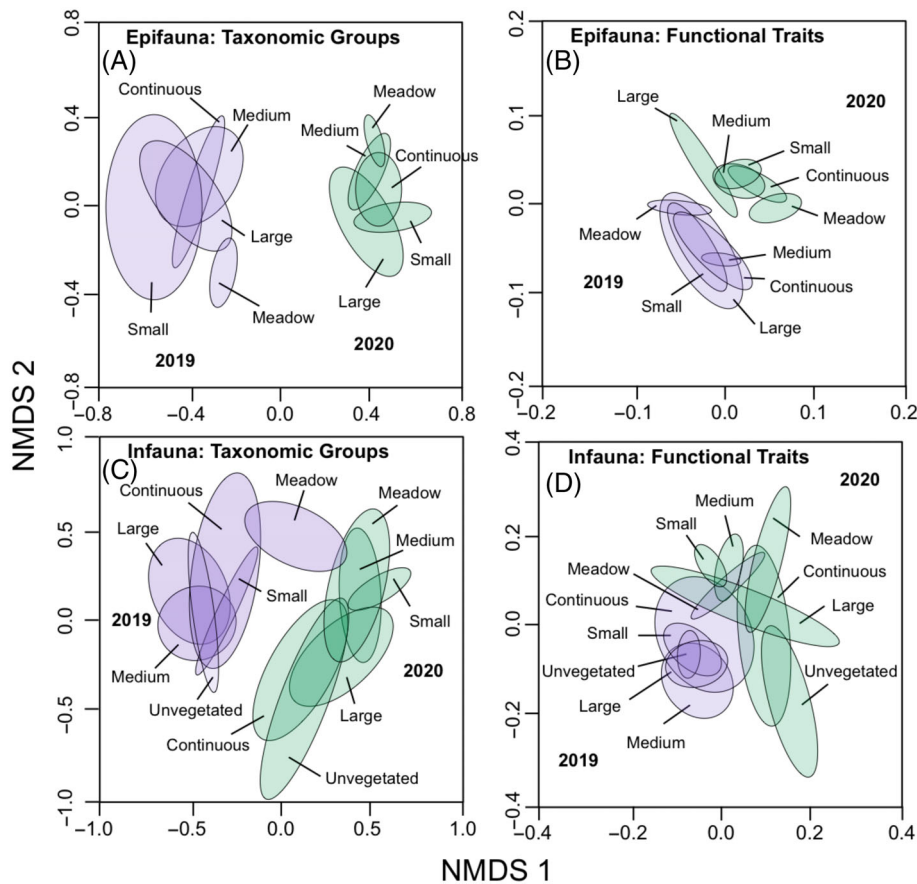 Epifauna: Taxonomic Groups
(A)
0.8
0.4
0.0
−0.4
−0.8
−0.8
−0.4
0.0
0.4
0.8
Continuous
Medium
Large
Small
Meadow
2019
Meadow
Medium
Continuous
Small
Large
2020
Epifauna: Functional Traits
(B)
0.2
0.1
0.0
−0.1
−0.2
−0.2
−0.1
0.0
0.1
0.2
2020
Large
Medium
Small
Continuous
Meadow
Meadow
2019
Medium
Continuous
Small
Large
NMDS 2
Infauna: Taxonomic Groups
(C)
1.0
0.5
0.0
−0.5
−1.0
−1.0
−0.5
0.0
0.5
1.0
Continuous
Meadow
Large
Small
2019
Medium
Unvegetated
Meadow
Medium
Small
2020
Large
Continuous
Unvegetated
Infauna: Functional Traits
(D)
0.4
0.2
0.0
−0.2
−0.4
−0.4
−0.2
0.0
0.2
0.4
2020
Medium
Small
Meadow
Meadow
Continuous
Continuous
Large
Small
Unvegetated
Unvegetated
Large
Medium
2019
NMDS 1